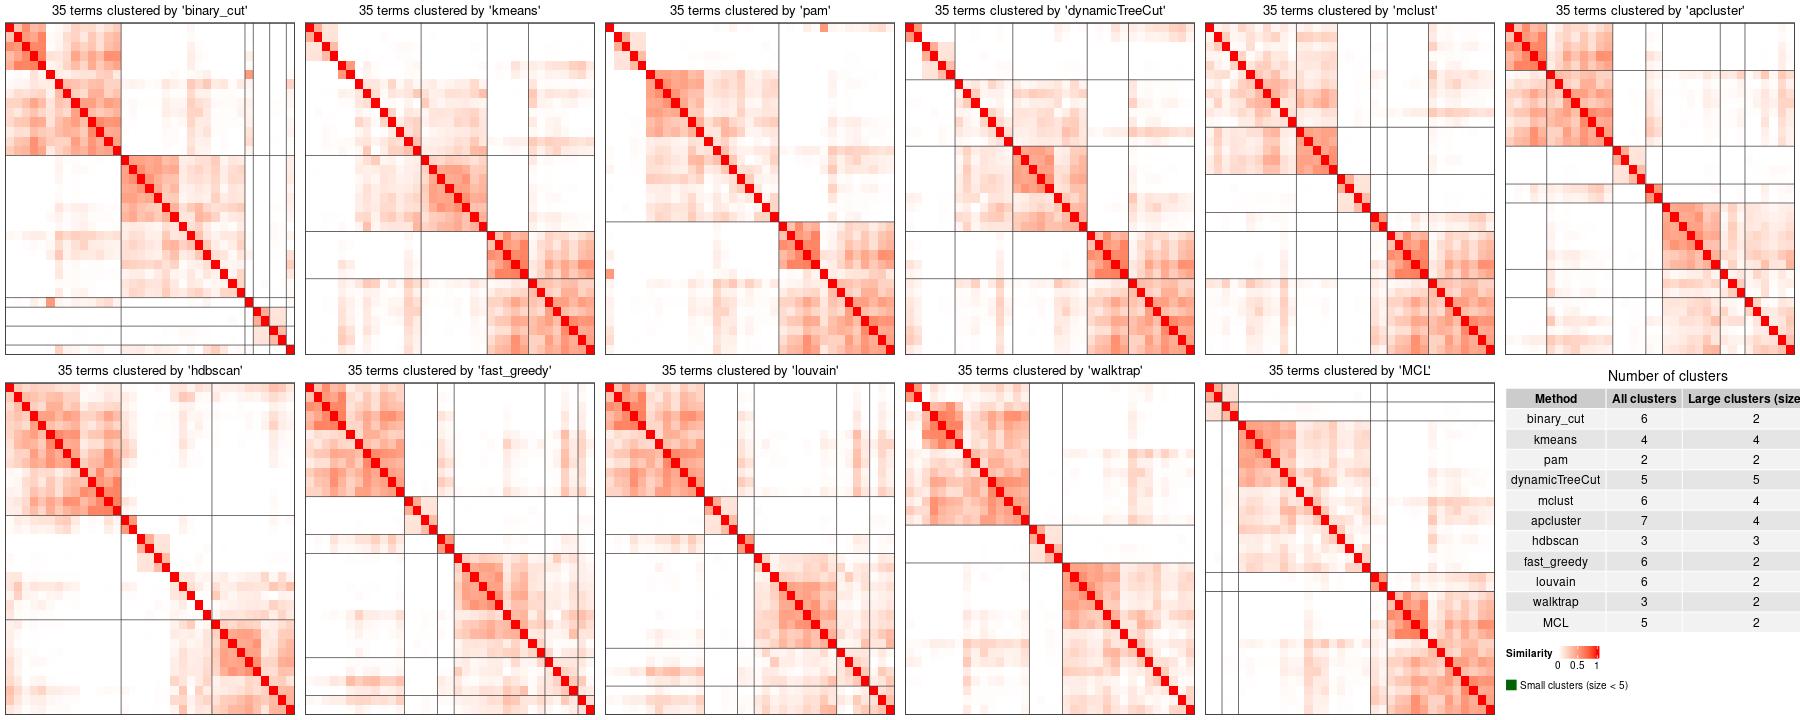 35 terms clustered by 'binary_cut'
35 terms clustered by 'kmeans'
35 terms clustered by 'pam'
35 terms clustered by 'dynamicTreeCut'
35 terms clustered by 'mclust'
35 terms clustered by 'apcluster'
35 terms clustered by 'hdbscan'
35 terms clustered by 'fast_greedy'
35 terms clustered by 'louvain'
35 terms clustered by 'walktrap'
35 terms clustered by 'MCL'
Number of clusters
Method All clusters Large clusters (size
binary_cut 6 2
kmeans 4 4
pam 2 2
dynamicTreeCut 5 5
mclust 6 4
apcluster 7 4
hdbscan 3 3
fast_greedy 6 2
louvain 6 2
walktrap 3 2
MCL 5 2
Similarity
0 0.5 1
Small clusters (size < 5)